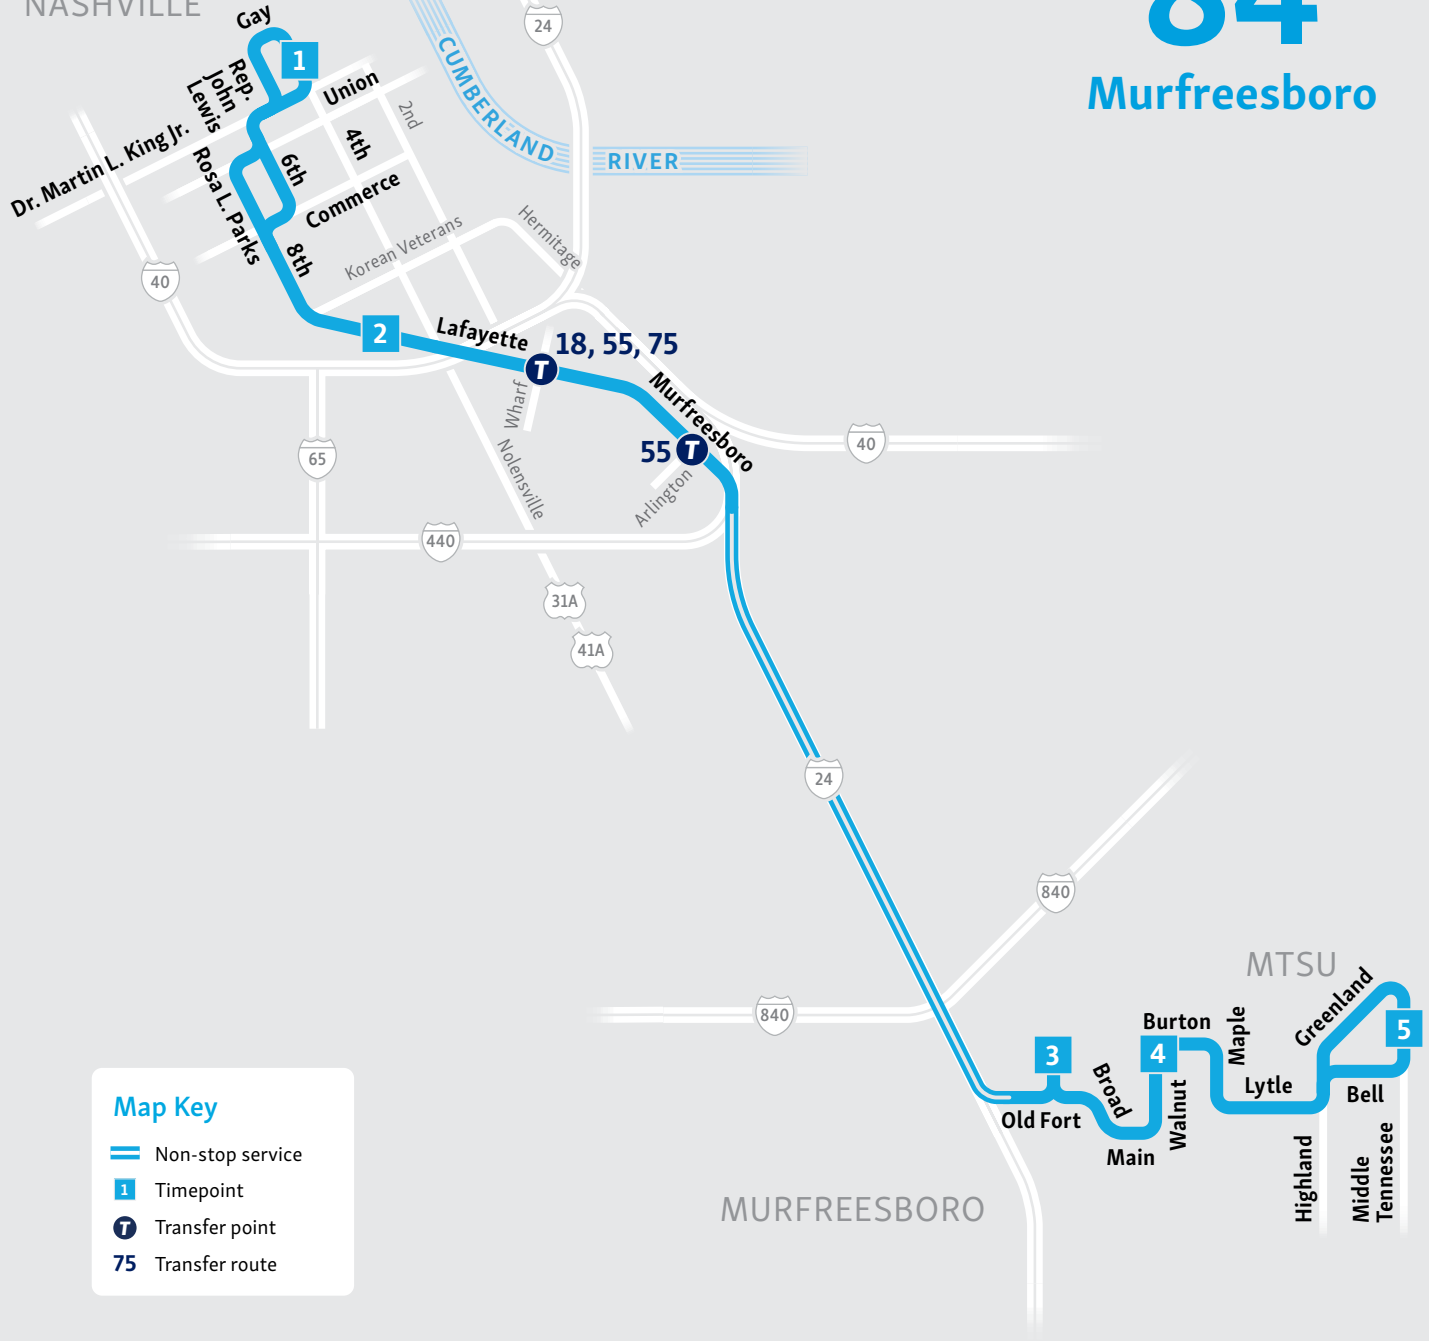 NASHVILLE
84
Murfreesboro
Gay
1
24
Rep.
John
Lewis
Union
2nd
CUMBERLAND
RIVER
Dr. Martin L. King Jr.
4th
6th
Rosa L. Parks
Commerce
8th
Korean Veterans
Hermitage
40
2
Lafayette
18, 55, 75
T
Wharf
Murfreesboro
55
T
40
65
Nolensville
Arlington
440
31A
41A
24
840
840
MTSU
Greenland
5
Burton
Maple
3
4
Broad
Walnut
Lytle
Bell
Old Fort
Main
Highland
Middle
Tennessee
MURFREESBORO
Map Key
Non-stop service
1 Timepoint
T Transfer point
75 Transfer route